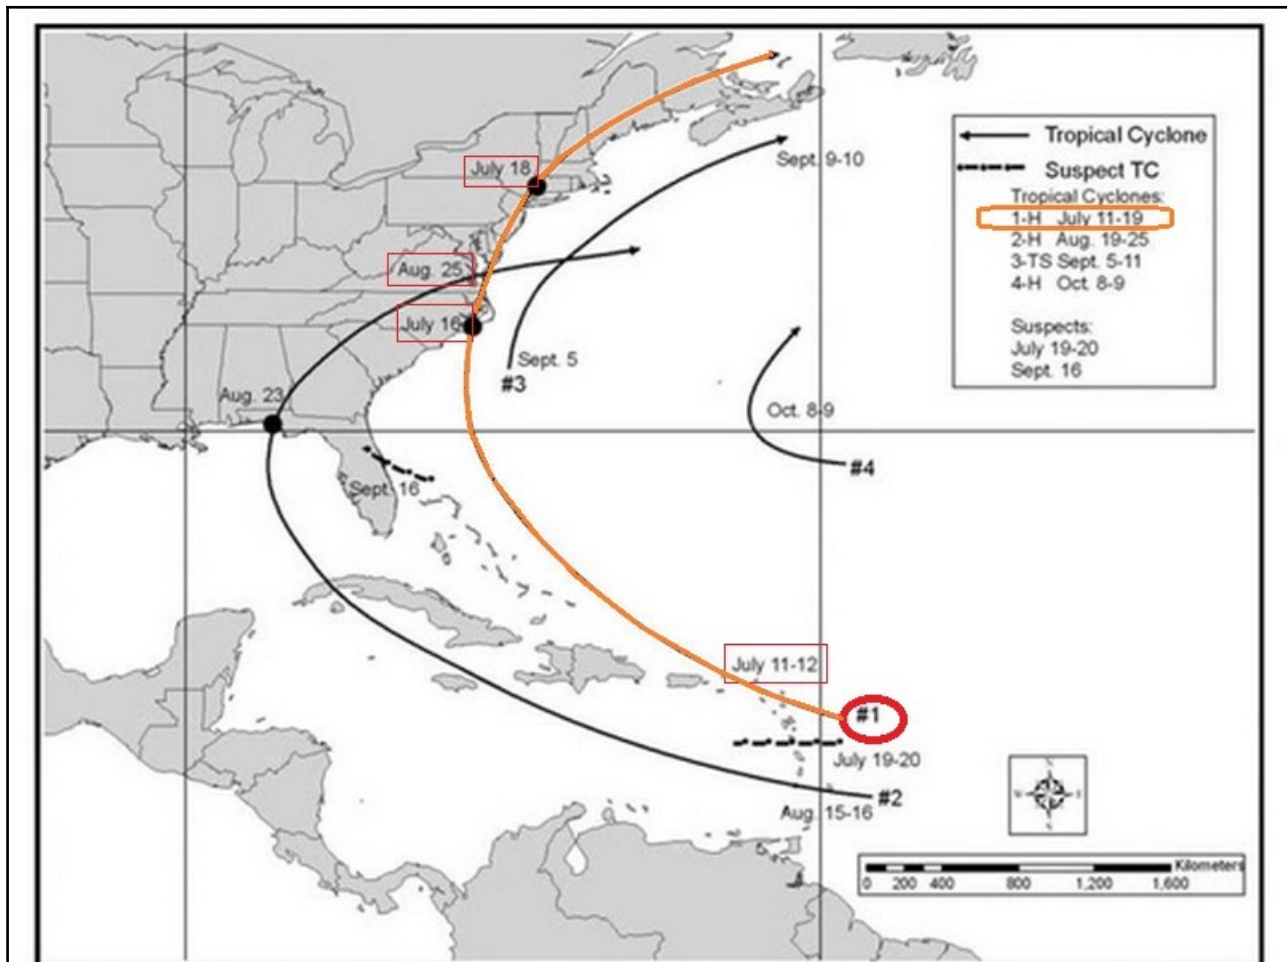 July 18
Sept. 9-10
Tropical Cyclone
Suspect TC
Tropical Cyclones:
1-H July 11-19
2-H Aug. 19-25
3-TS Sept. 5-11
4-H Oct. 8-9
Suspects:
July 19-20
Sept. 16
Aug. 25
July 16
Sept. 5
#3
Aug. 23
Oct. 8-9
#4
Sept. 16
July 11-12
#1
July 19-20
#2
Aug. 15-16
N
W
S
Kilometers
0 200 400 800 1,200 1,600